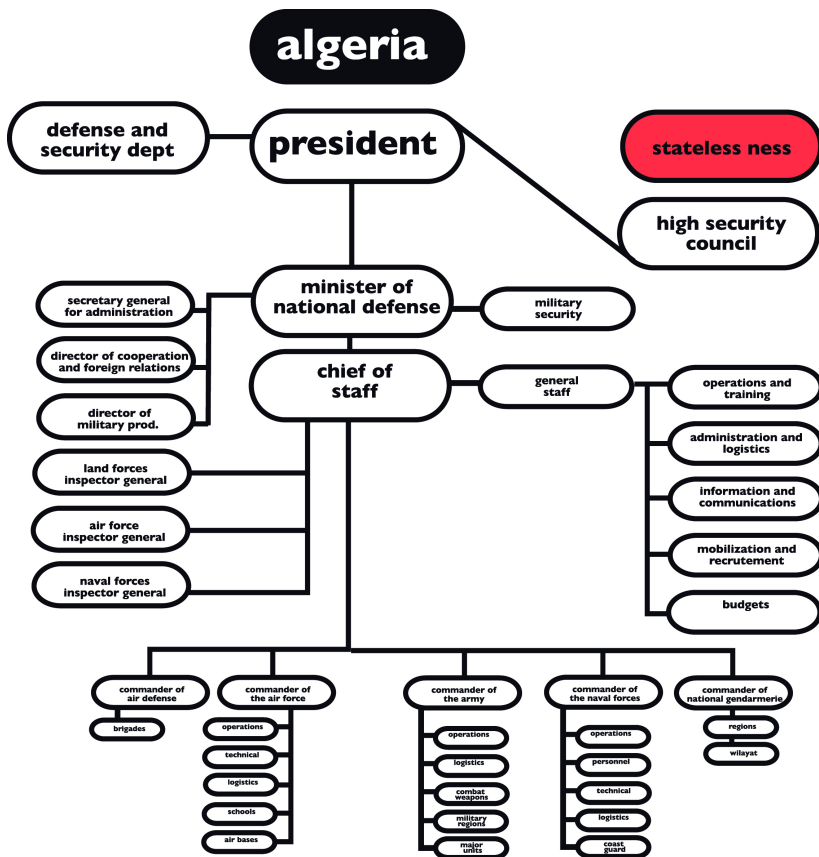 algeria
defense and
security dept
president
stateless ness
high security
council
minister of
national defense
secretary general
for administration
military
security
director of cooperation
and foreign relations
chief of
staff
general
staff
operations and
training
director of
military prod.
administration and
logistics
land forces
inspector general
information and
communications
air force
inspector general
mobilization and
recrutement
naval forces
inspector general
budgets
commander of
air defense
commander of
the air force
commander of
the army
commander of
the naval forces
commander of
national gendarmerie
brigades
operations
technical
logistics
schools
air bases
operations
logistics
combat
weapons
military
regions
major
units
operations
personnel
technical
logistics
coast
guard
regions
wilayat